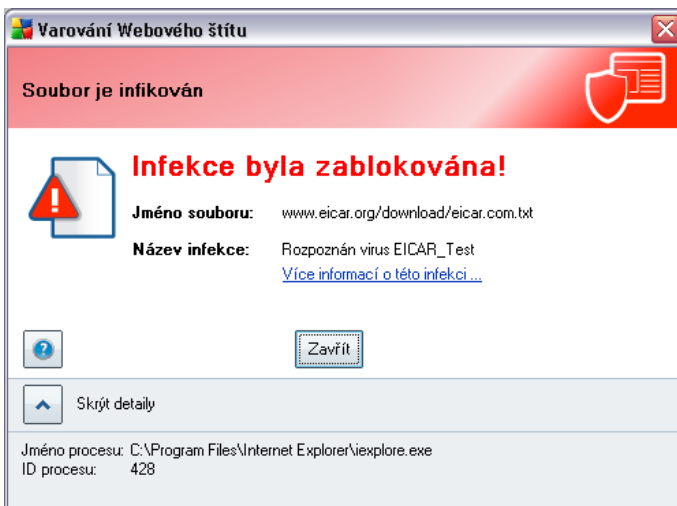 Varování Webového štítu
Soubor je infikován
Infekce byla zablokována!
Jméno souboru: www.eicar.org/download/eicar.com.txt
Název infekce: Rozpoznán virus EICAR_Test
Více informací o této infekci ...
Zavřít
Skrýt detaily
Jméno procesu: C:\Program Files\Internet Explorer\iexplore.exe
ID procesu: 428